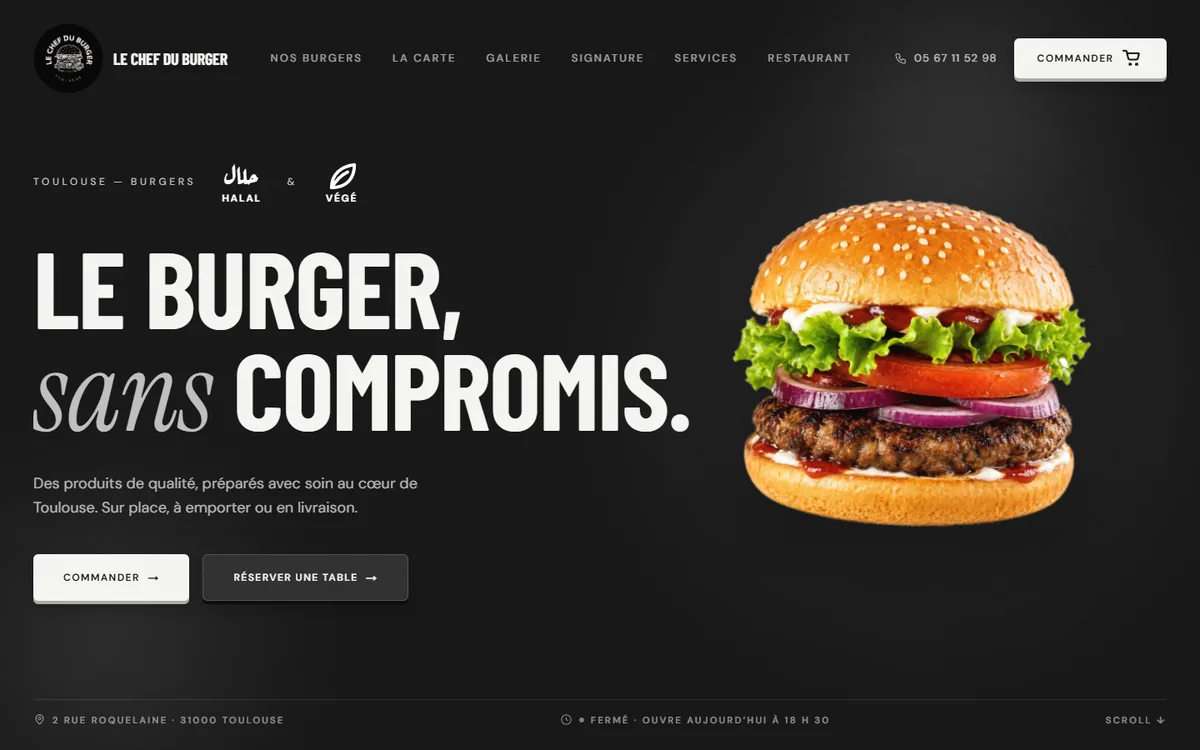 LE CHEF DU BURGER
LE CHEF DU BURGER
NOS BURGERS
LA CARTE
GALERIE
SIGNATURE
SERVICES
RESTAURANT
05 67 11 52 98
COMMANDER
TOULOUSE — BURGERS
حلال
HALAL
&
VÉGÉ
LE BURGER,
sans COMPROMIS.
Des produits de qualité, préparés avec soin au cœur de
Toulouse. Sur place, à emporter ou en livraison.
COMMANDER →
RÉSERVER UNE TABLE →
2 RUE ROQUELAINE · 31000 TOULOUSE
FERMÉ · OUVRE AUJOURD'HUI À 18 H 30
SCROLL ↓